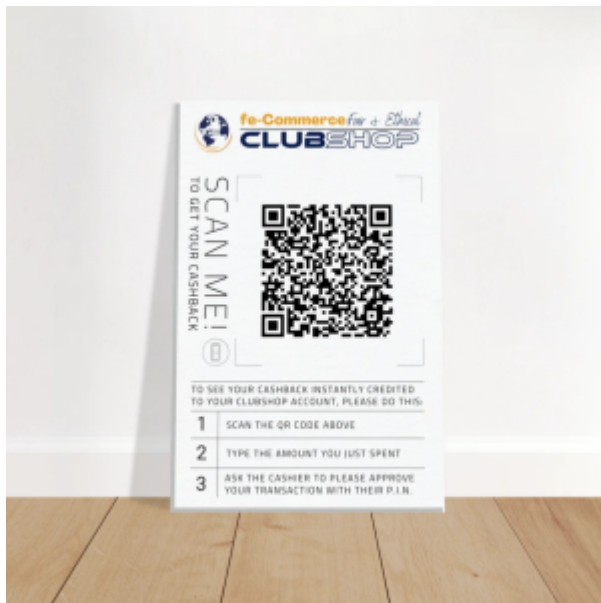 fe-Commerce Fair & Ethical
CLUBSHOP
SCAN ME!
TO GET YOUR CASHBACK
TO SEE YOUR CASHBACK INSTANTLY CREDITED
TO YOUR CLUBSHOP ACCOUNT, PLEASE DO THIS:
1 SCAN THE QR CODE ABOVE
2 TYPE THE AMOUNT YOU JUST SPENT
3 ASK THE CASHIER TO PLEASE APPROVE
YOUR TRANSACTION WITH THEIR P.I.N.